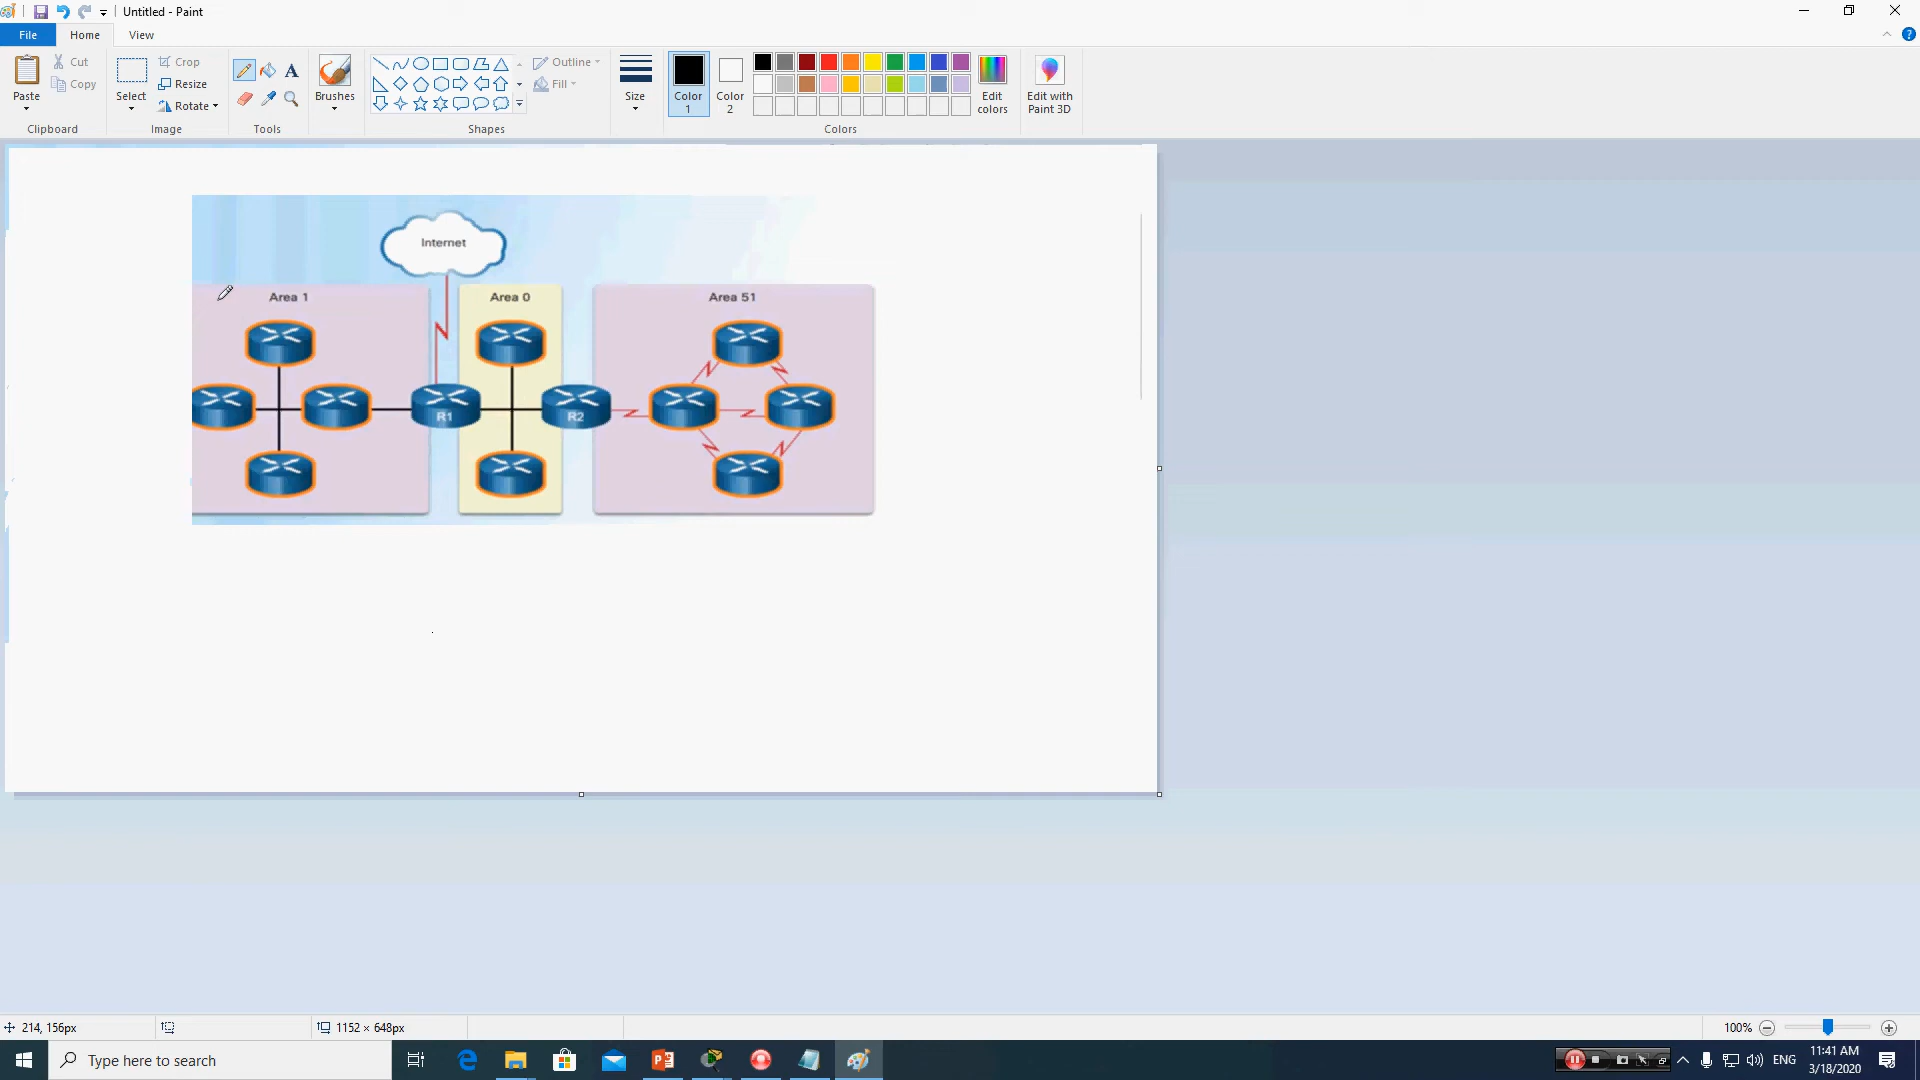 Untitled - Paint
File Home View
Paste
Cut
Copy
Clipboard
Select
Crop
Resize
Rotate
Image
A
Tools
Brushes
Outline
Fill
Shapes
Size
Color 1
Color 2
Edit colors
Colors
Edit with Paint 3D
Internet
Area 1
Area 0
Area 51
R1
R2
214, 156px
1152 × 648px
100%
Type here to search
ENG
11:41 AM
3/18/2020